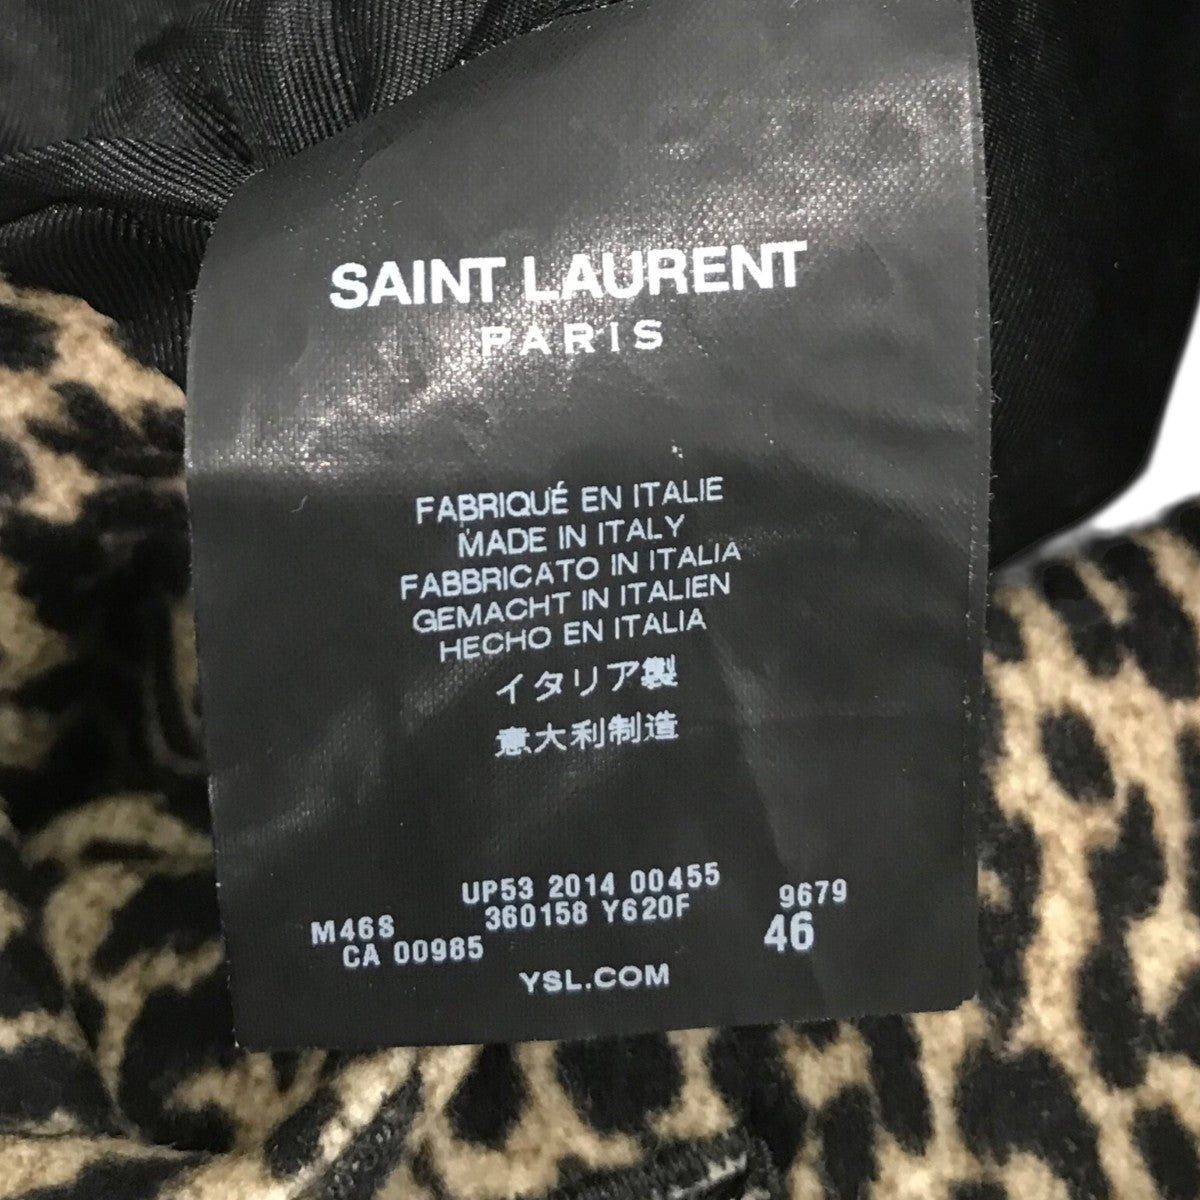 SAINT LAURENT
PARIS
FABRIQUÉ EN ITALIE
MADE IN ITALY
FABBRICATO IN ITALIA
GEMACHT IN ITALIEN
HECHO EN ITALIA
イタリア製
意大利制造
UP53 2014 00455
M46S 360158 Y620F 9679
CA 00985 46
YSL.COM